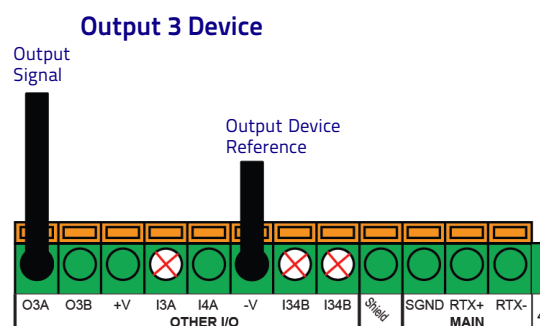 Output 3 Device
Output
Signal
Output Device
Reference
O3A O3B +V I3A I4A -V I34B I34B Shield SGND RTX+ RTX-
OTHER I/O MAIN